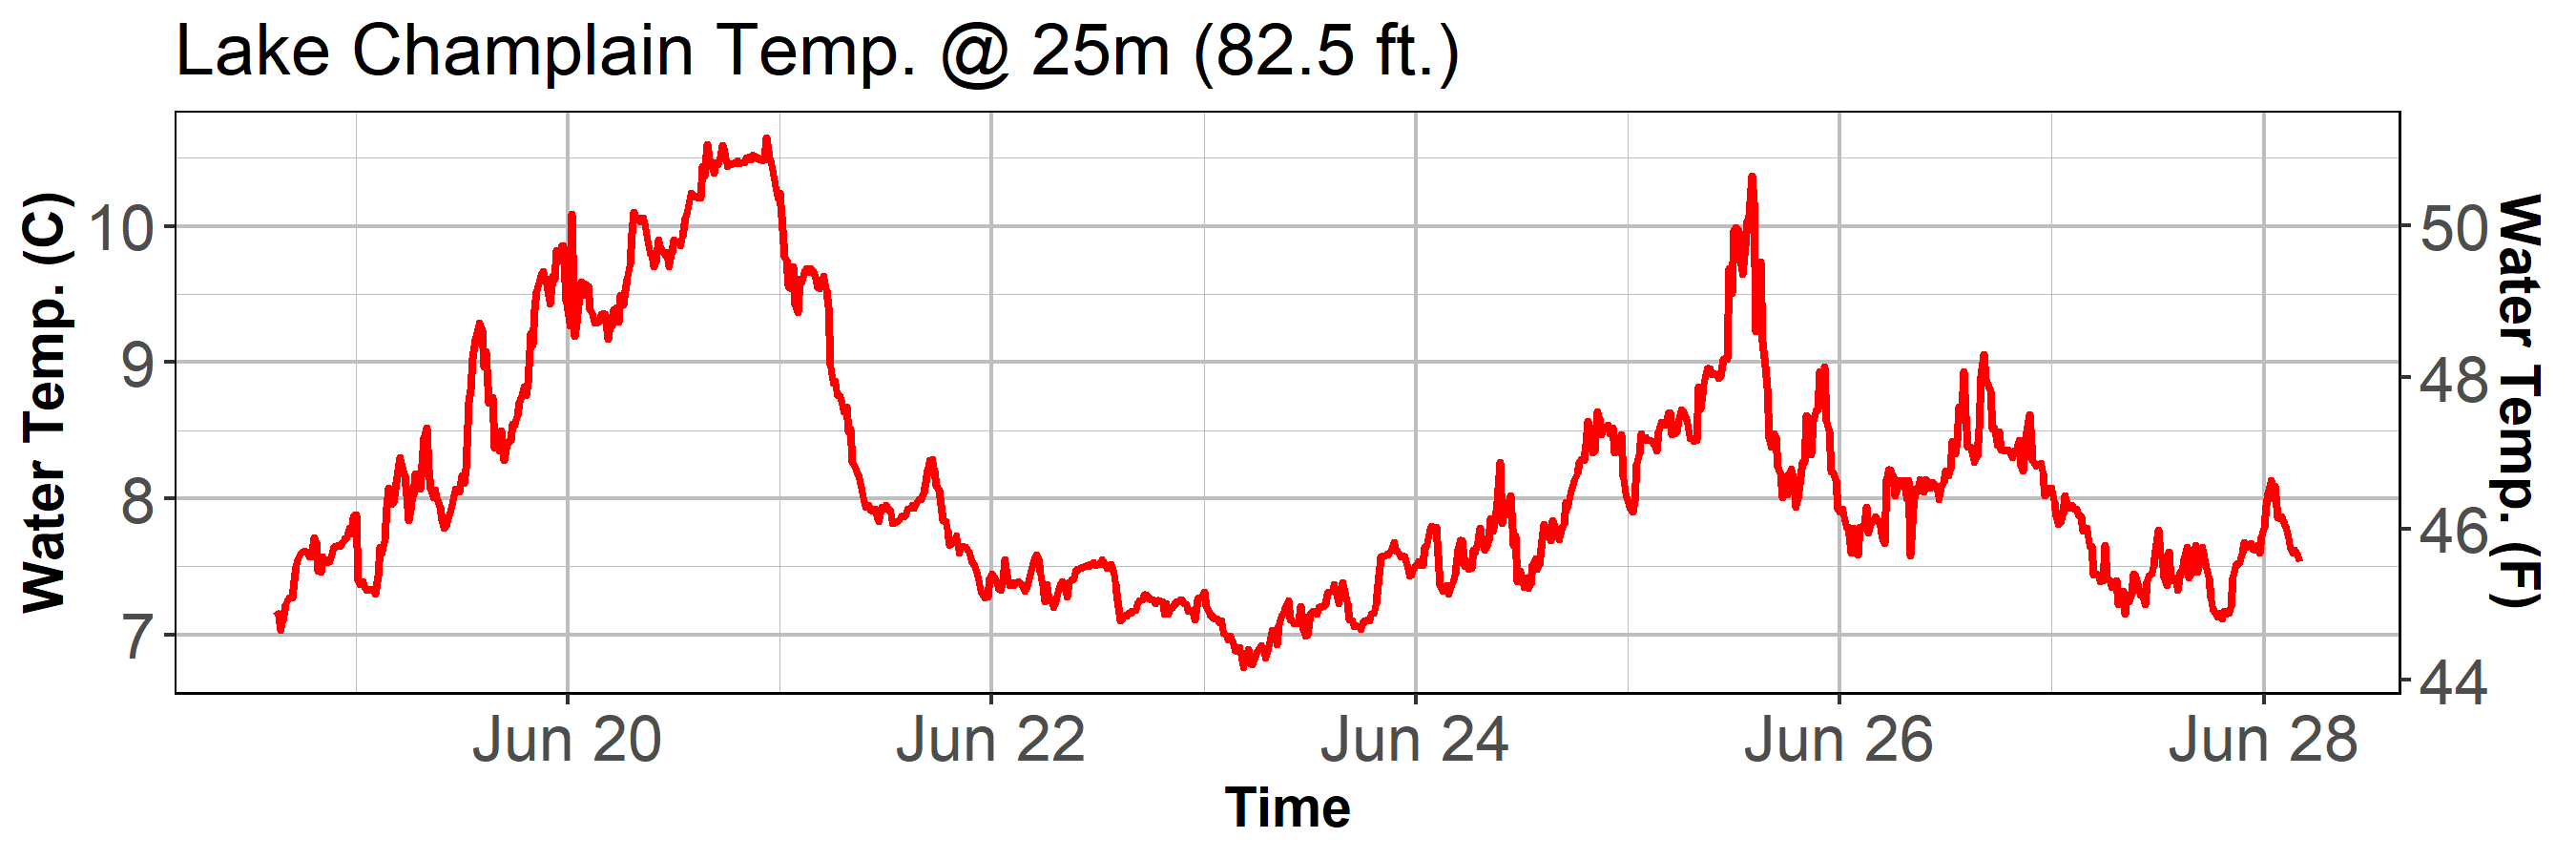 Lake Champlain Temp. @ 25m (82.5 ft.)
Water Temp. (C)
10
9
8
7
50
48
46
44
Water Temp. (F)
Jun 20 Jun 22 Jun 24 Jun 26 Jun 28
Time